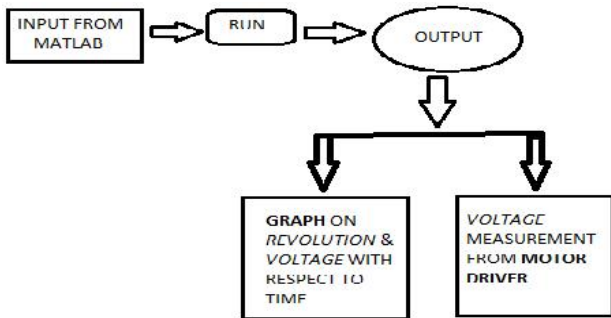 INPUT FROM
MATLAB
RUN
OUTPUT
GRAPH ON
REVOLUTION &
VOLTAGE WITH
RESPECT TO
TIME
VOLTAGE
MEASUREMENT
FROM MOTOR
DRIVER